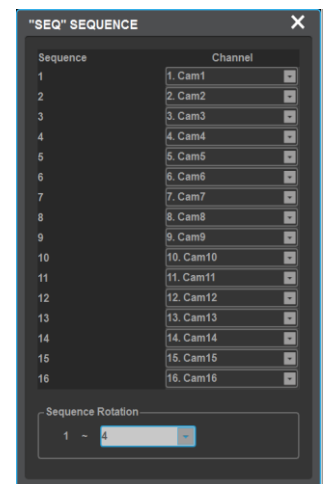 "SEQ" SEQUENCE
Sequence Channel
1 1. Cam1
2 2. Cam2
3 3. Cam3
4 4. Cam4
5 5. Cam5
6 6. Cam6
7 7. Cam7
8 8. Cam8
9 9. Cam9
10 10. Cam10
11 11. Cam11
12 12. Cam12
13 13. Cam13
14 14. Cam14
15 15. Cam15
16 16. Cam16
Sequence Rotation
1 ~ 4